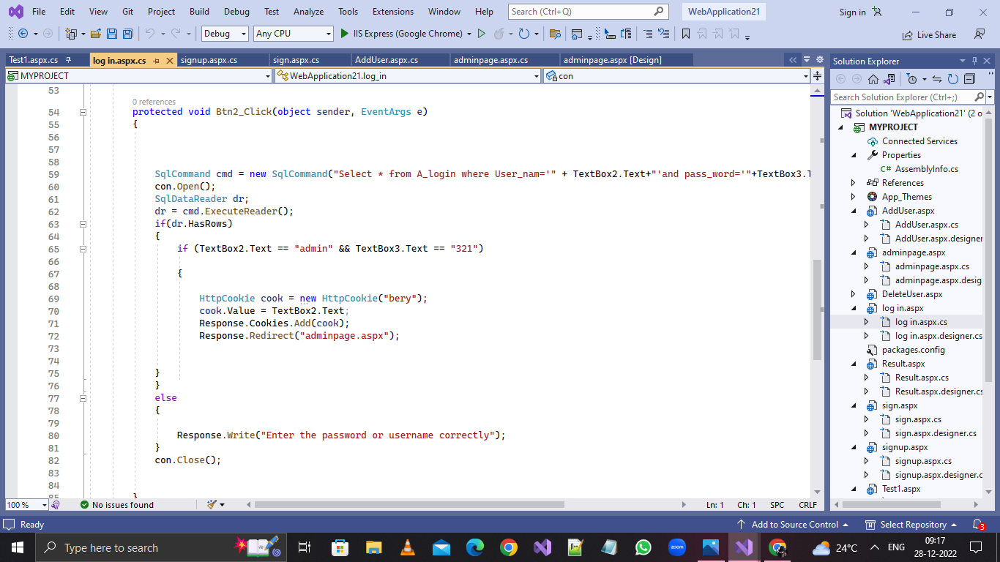 File Edit View Git Project Build Debug Test Analyze Tools Extensions Window Help Search (Ctrl+Q) WebApplication21 Sign in
Debug Any CPU IIS Express (Google Chrome) Live Share
Test1.aspx.cs log in.aspx.cs signup.aspx.cs sign.aspx.cs AddUser.aspx.cs adminpage.aspx.cs adminpage.aspx [Design]
MYPROJECT WebApplication21.log_in con
53
0 references
54 protected void Btn2_Click(object sender, EventArgs e)
55 {
56
57
58
59 SqlCommand cmd = new SqlCommand("Select * from A_login where User_nam='" + TextBox2.Text+"'and pass_word='"+TextBox3.T
60 con.Open();
61 SqlDataReader dr;
62 dr = cmd.ExecuteReader();
63 if(dr.HasRows)
64 {
65 if (TextBox2.Text == "admin" && TextBox3.Text == "321")
66
67 {
68
69 HttpCookie cook = new HttpCookie("bery");
70 cook.Value = TextBox2.Text;
71 Response.Cookies.Add(cook);
72 Response.Redirect("adminpage.aspx");
73
74
75 }
76 }
77 else
78 {
79
80 Response.Write("Enter the password or username correctly");
81 }
82 con.Close();
83
84
85 }
100 % No issues found Ln: 1 Ch: 1 SPC CRLF
Solution Explorer
Search Solution Explorer (Ctrl+;)
Solution 'WebApplication21' (2 o
MYPROJECT
Connected Services
Properties
C# AssemblyInfo.cs
References
App_Themes
AddUser.aspx
AddUser.aspx.cs
AddUser.aspx.designer
adminpage.aspx
adminpage.aspx.cs
adminpage.aspx.desig
DeleteUser.aspx
log in.aspx
log in.aspx.cs
log in.aspx.designer.cs
packages.config
Result.aspx
Result.aspx.cs
Result.aspx.designer.cs
sign.aspx
sign.aspx.cs
sign.aspx.designer.cs
signup.aspx
signup.aspx.cs
signup.aspx.designer.c
Test1.aspx
Ready Add to Source Control Select Repository 3
Type here to search zoom 24°C ENG 09:17
28-12-2022